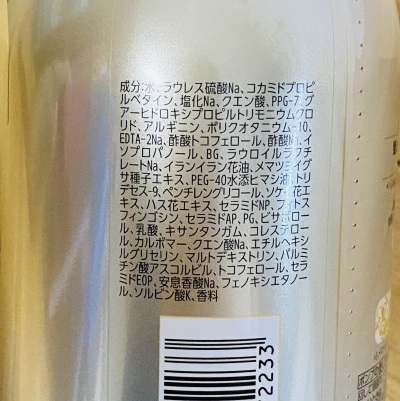 成分:水、ラウレス硫酸Na、コカミドプロピ
ルベタイン、塩化Na、クエン酸、PPG-7、グ
アーヒドロキシプロピルトリモニウムクロ
リド、アルギニン、ポリクオタニウム-10、
EDTA-2Na、酢酸トコフェロール、酢酸Na、イ
ソプロパノール、BG、ラウロイルラクチ
レートNa、イランイラン花油、メマツヨイグ
サ種子エキス、PEG-40水添ヒマシ油、トリ
デセス-9、ペンチレングリコール、ソケイ花エ
キス、ハス花エキス、セラミドNP、フィトス
フィンゴシン、セラミドAP、PG、ビサボロー
ル、乳酸、キサンタンガム、コレステロー
ル、カルボマー、クエン酸Na、エチルヘキシ
ルグリセリン、マルトデキストリン、パルミ
チン酸アスコルビル、トコフェロール、セラ
ミドEOP、安息香酸Na、フェノキシエタノー
ル、ソルビン酸K、香料
2233